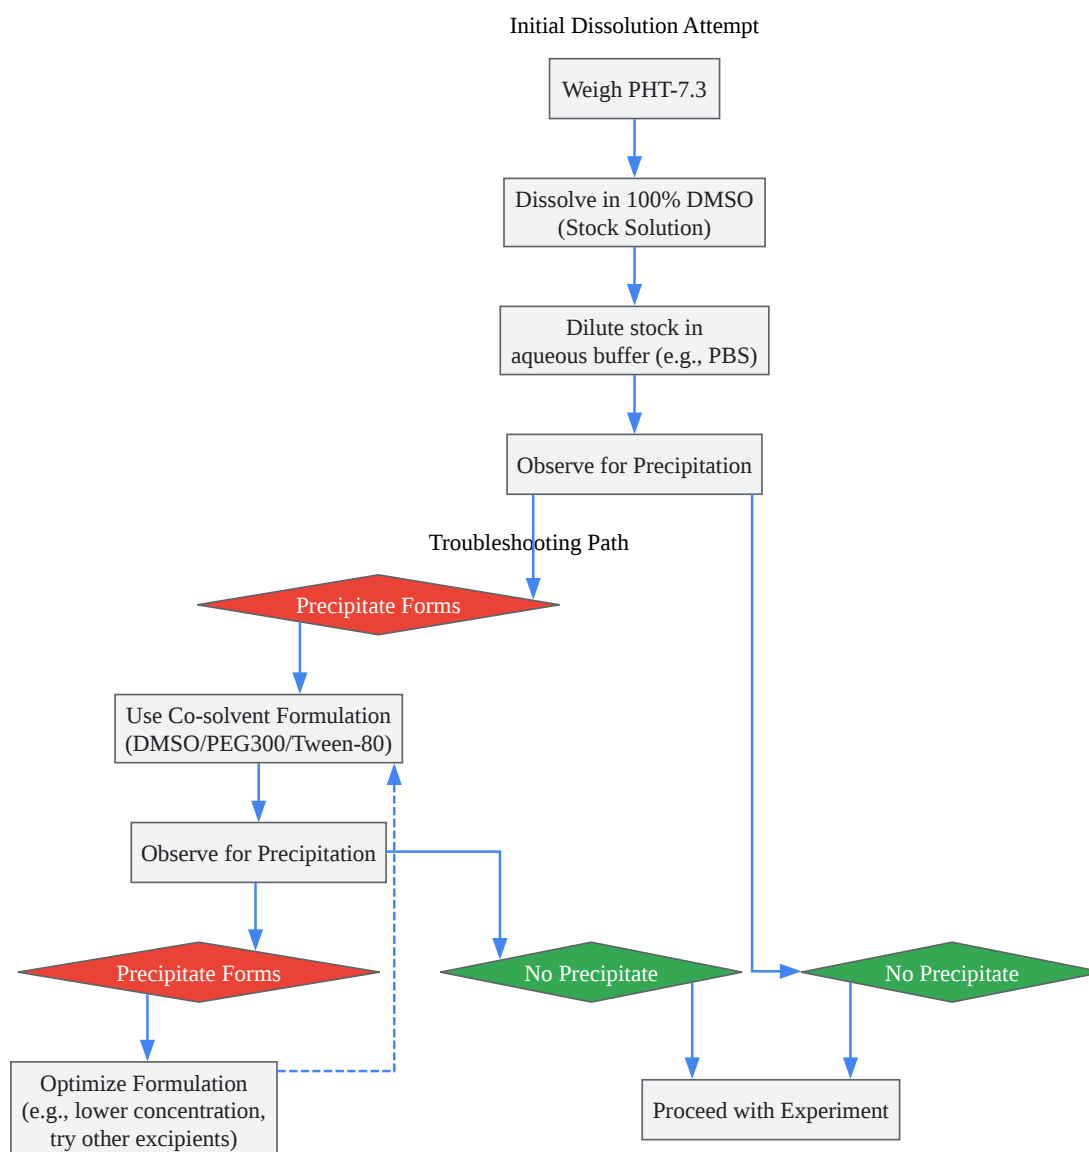 Initial Dissolution Attempt
Weigh PHT-7.3
Dissolve in 100% DMSO
(Stock Solution)
Dilute stock in
aqueous buffer (e.g., PBS)
Observe for Precipitation
Troubleshooting Path
Precipitate Forms
Use Co-solvent Formulation
(DMSO/PEG300/Tween-80)
Observe for Precipitation
Precipitate Forms
No Precipitate
No Precipitate
Optimize Formulation
(e.g., lower concentration,
try other excipients)
Proceed with Experiment